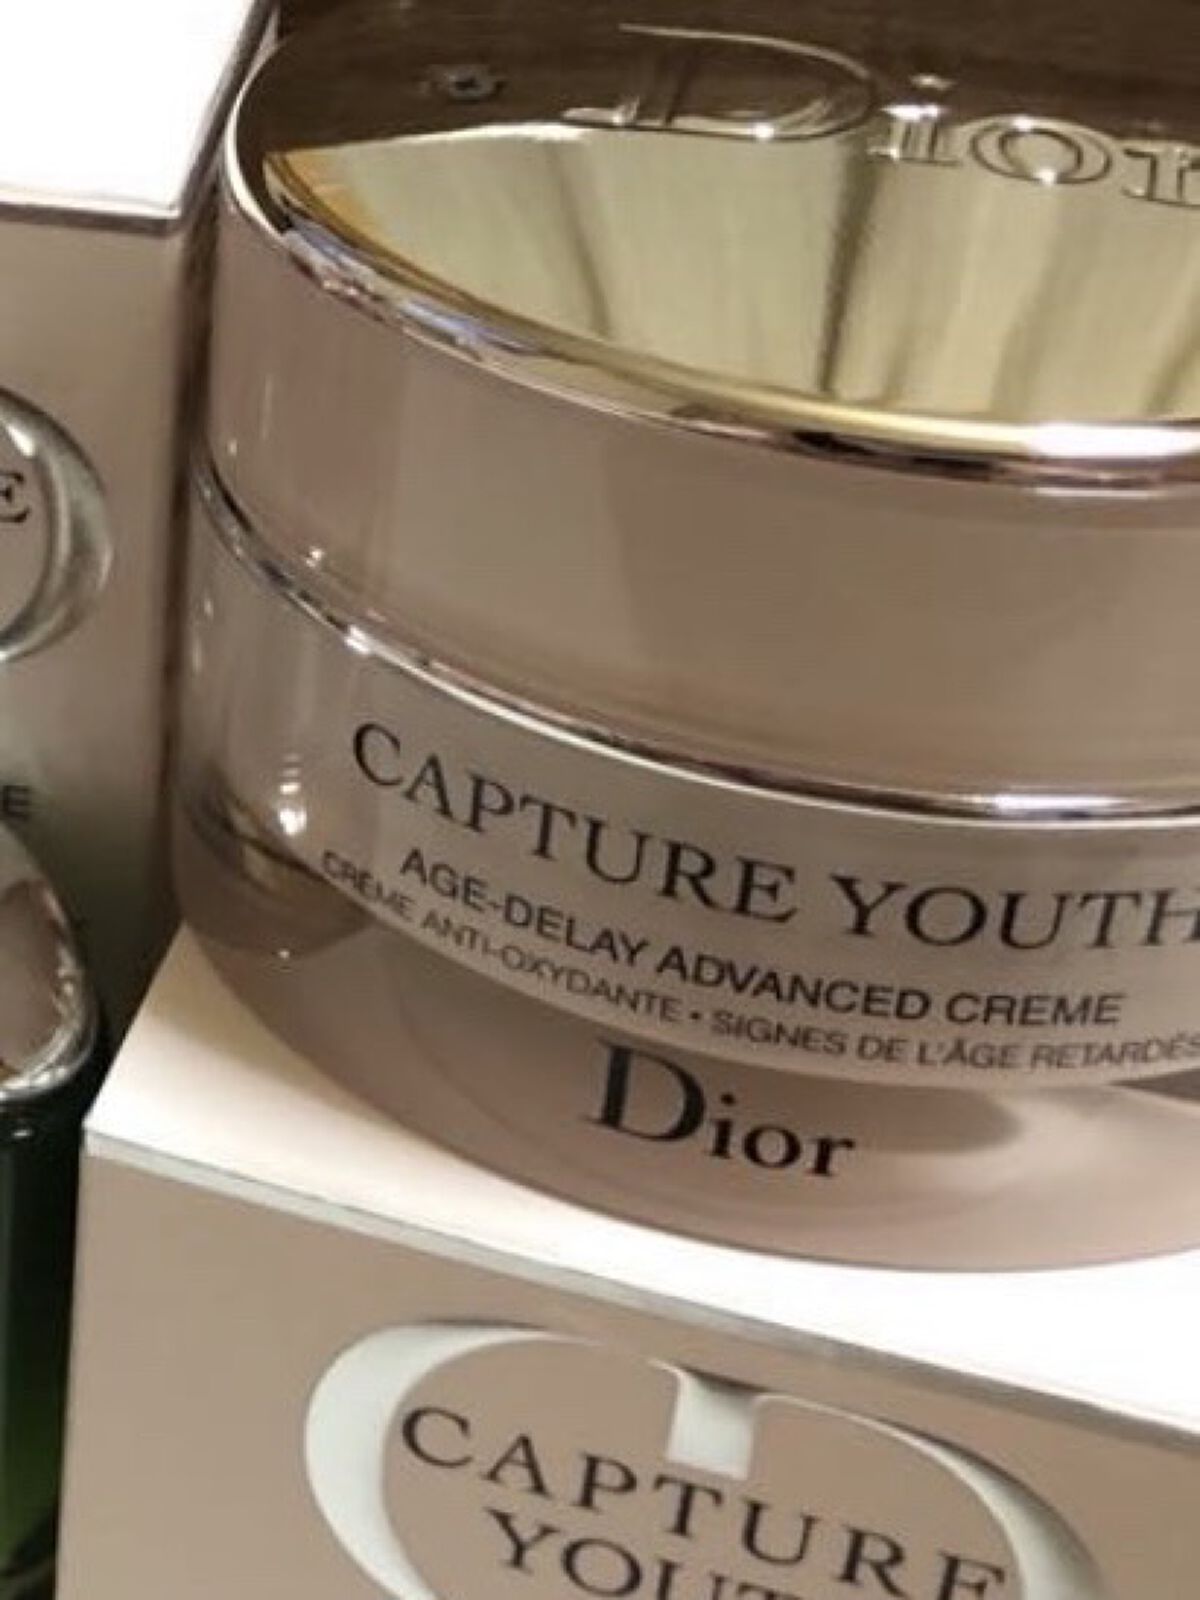 Dior
CAPTURE YOUTH
AGE-DELAY ADVANCED CREME
CRÈME ANTI-OXYDANTE • SIGNES DE L'ÂGE RETARDÉS
Dior
CAPTURE
E
E